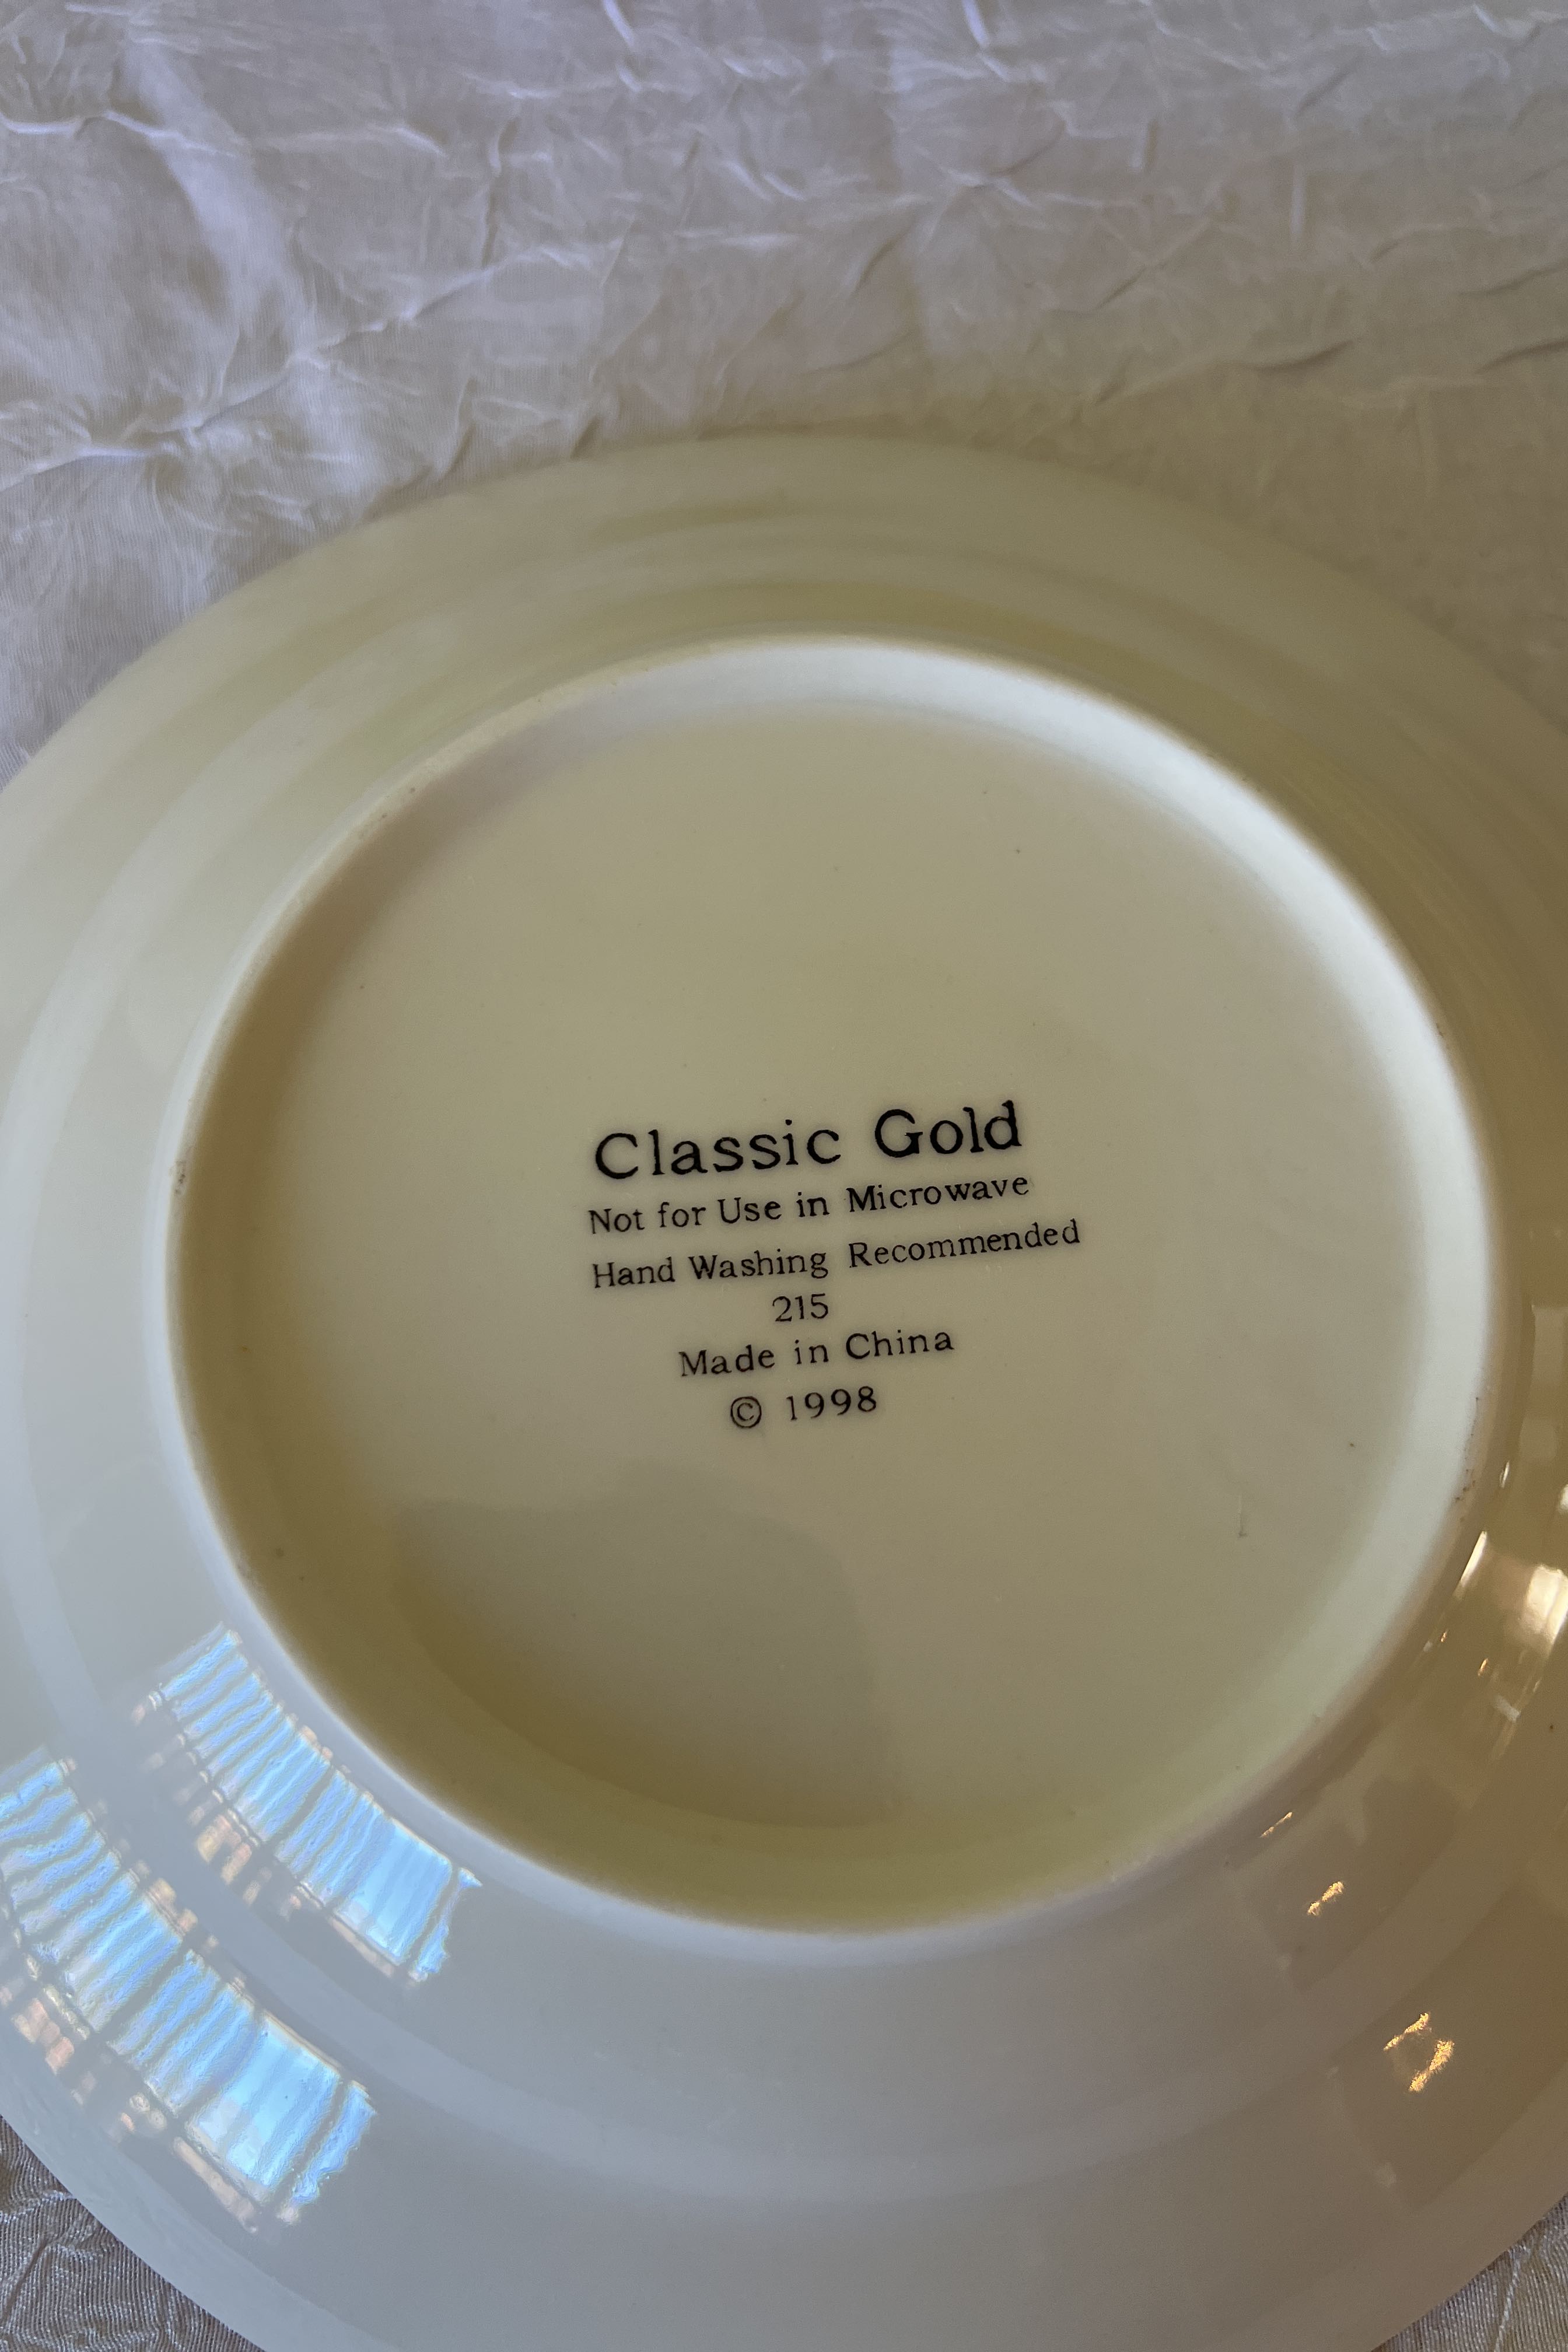 Classic Gold
Not for Use in Microwave
Hand Washing Recommended
215
Made in China
© 1998